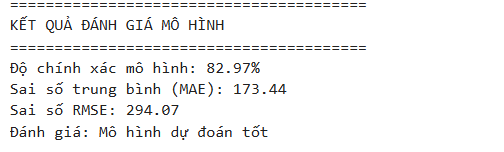 ========================================
KẾT QUẢ ĐÁNH GIÁ MÔ HÌNH
========================================
Độ chính xác mô hình: 82.97%
Sai số trung bình (MAE): 173.44
Sai số RMSE: 294.07
Đánh giá: Mô hình dự đoán tốt